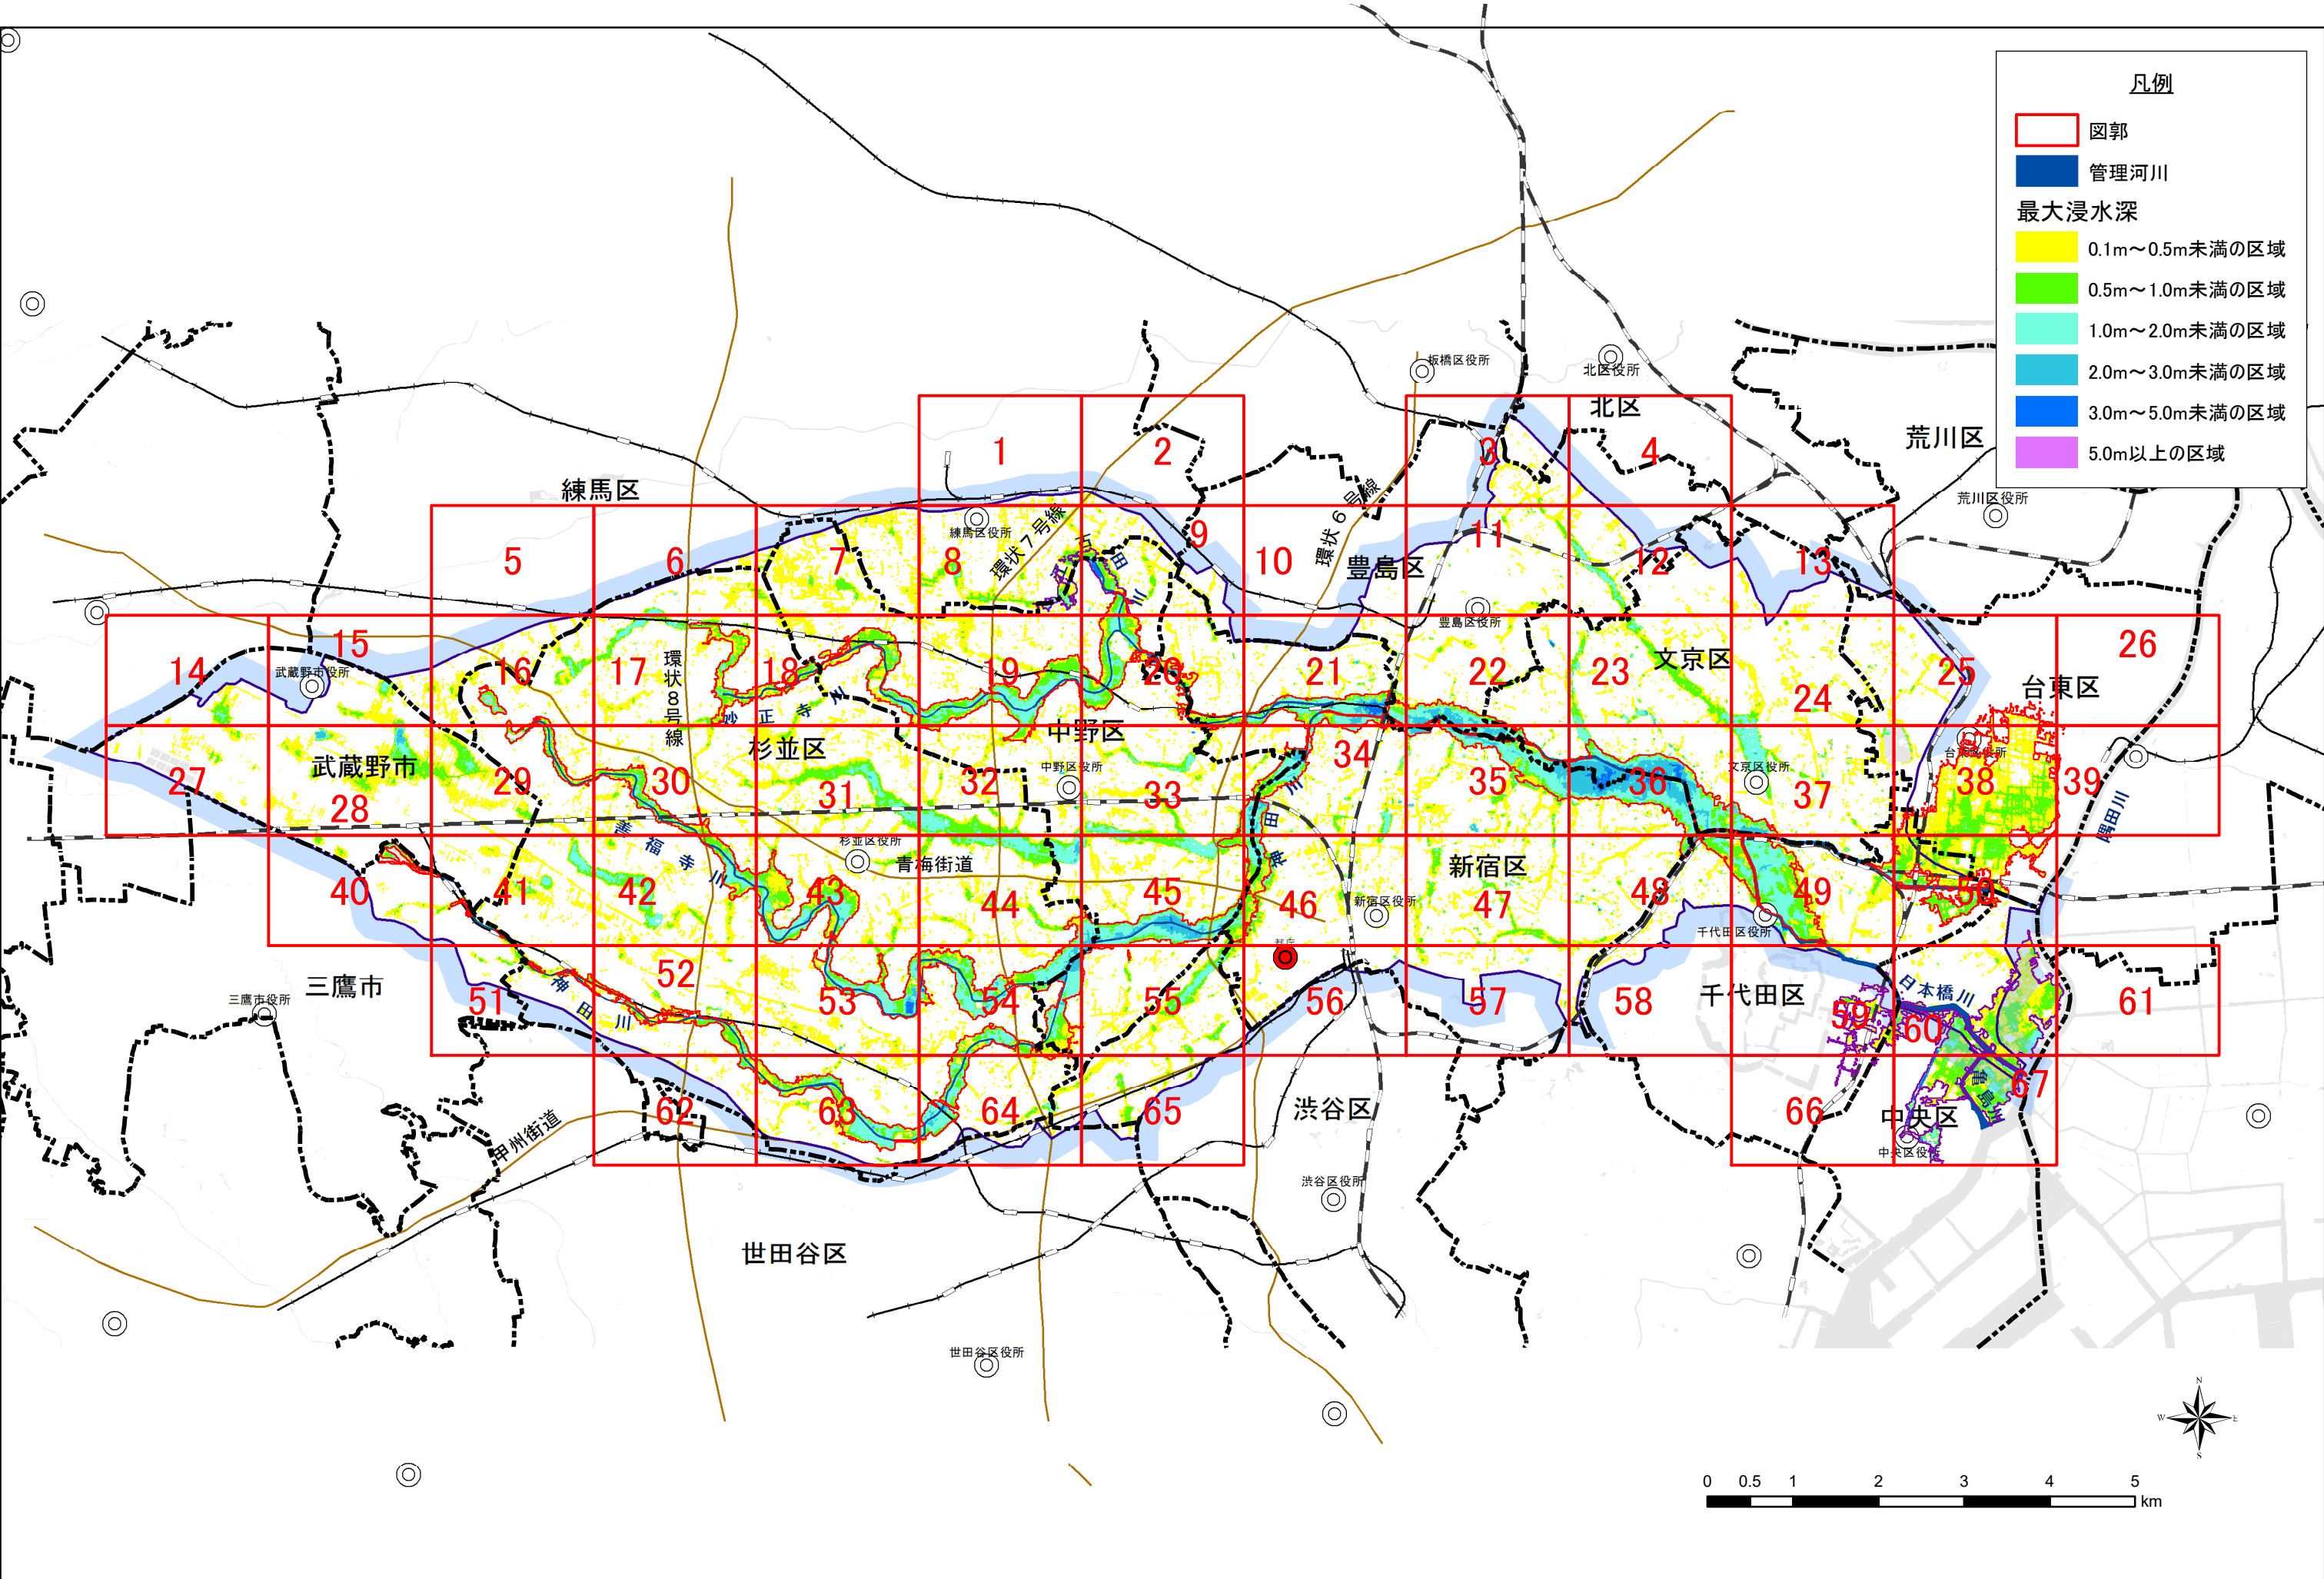 凡例
図郭
管理河川
最大浸水深
0.1m～0.5m未満の区域
0.5m～1.0m未満の区域
1.0m～2.0m未満の区域
2.0m～3.0m未満の区域
3.0m～5.0m未満の区域
5.0m以上の区域
板橋区役所
北区役所
北区
荒川区
荒川区役所
1
2
3
4
練馬区
練馬区役所
環状7号線
環状6号線
豊島区
5
6
7
8
9
10
11
12
13
豊島区役所
武蔵野市役所
環状8号線
妙正寺川
文京区
台東区
14
15
16
17
18
19
20
21
22
23
24
25
26
武蔵野市
杉並区
中野区
中野区役所
文京区役所
台東区役所
隅田川
27
28
29
30
31
32
33
34
35
36
37
38
39
善福寺川
杉並区役所
青梅街道
神田川
新宿区
新宿区役所
千代田区役所
40
41
42
43
44
45
46
47
48
49
50
三鷹市
三鷹市役所
神田川
千代田区
日本橋川
51
52
53
54
55
56
57
58
59
60
61
甲州街道
渋谷区
中央区
中央区役所
62
63
64
65
66
67
渋谷区役所
世田谷区
世田谷区役所
N
W
E
S
0 0.5 1 2 3 4 5
km